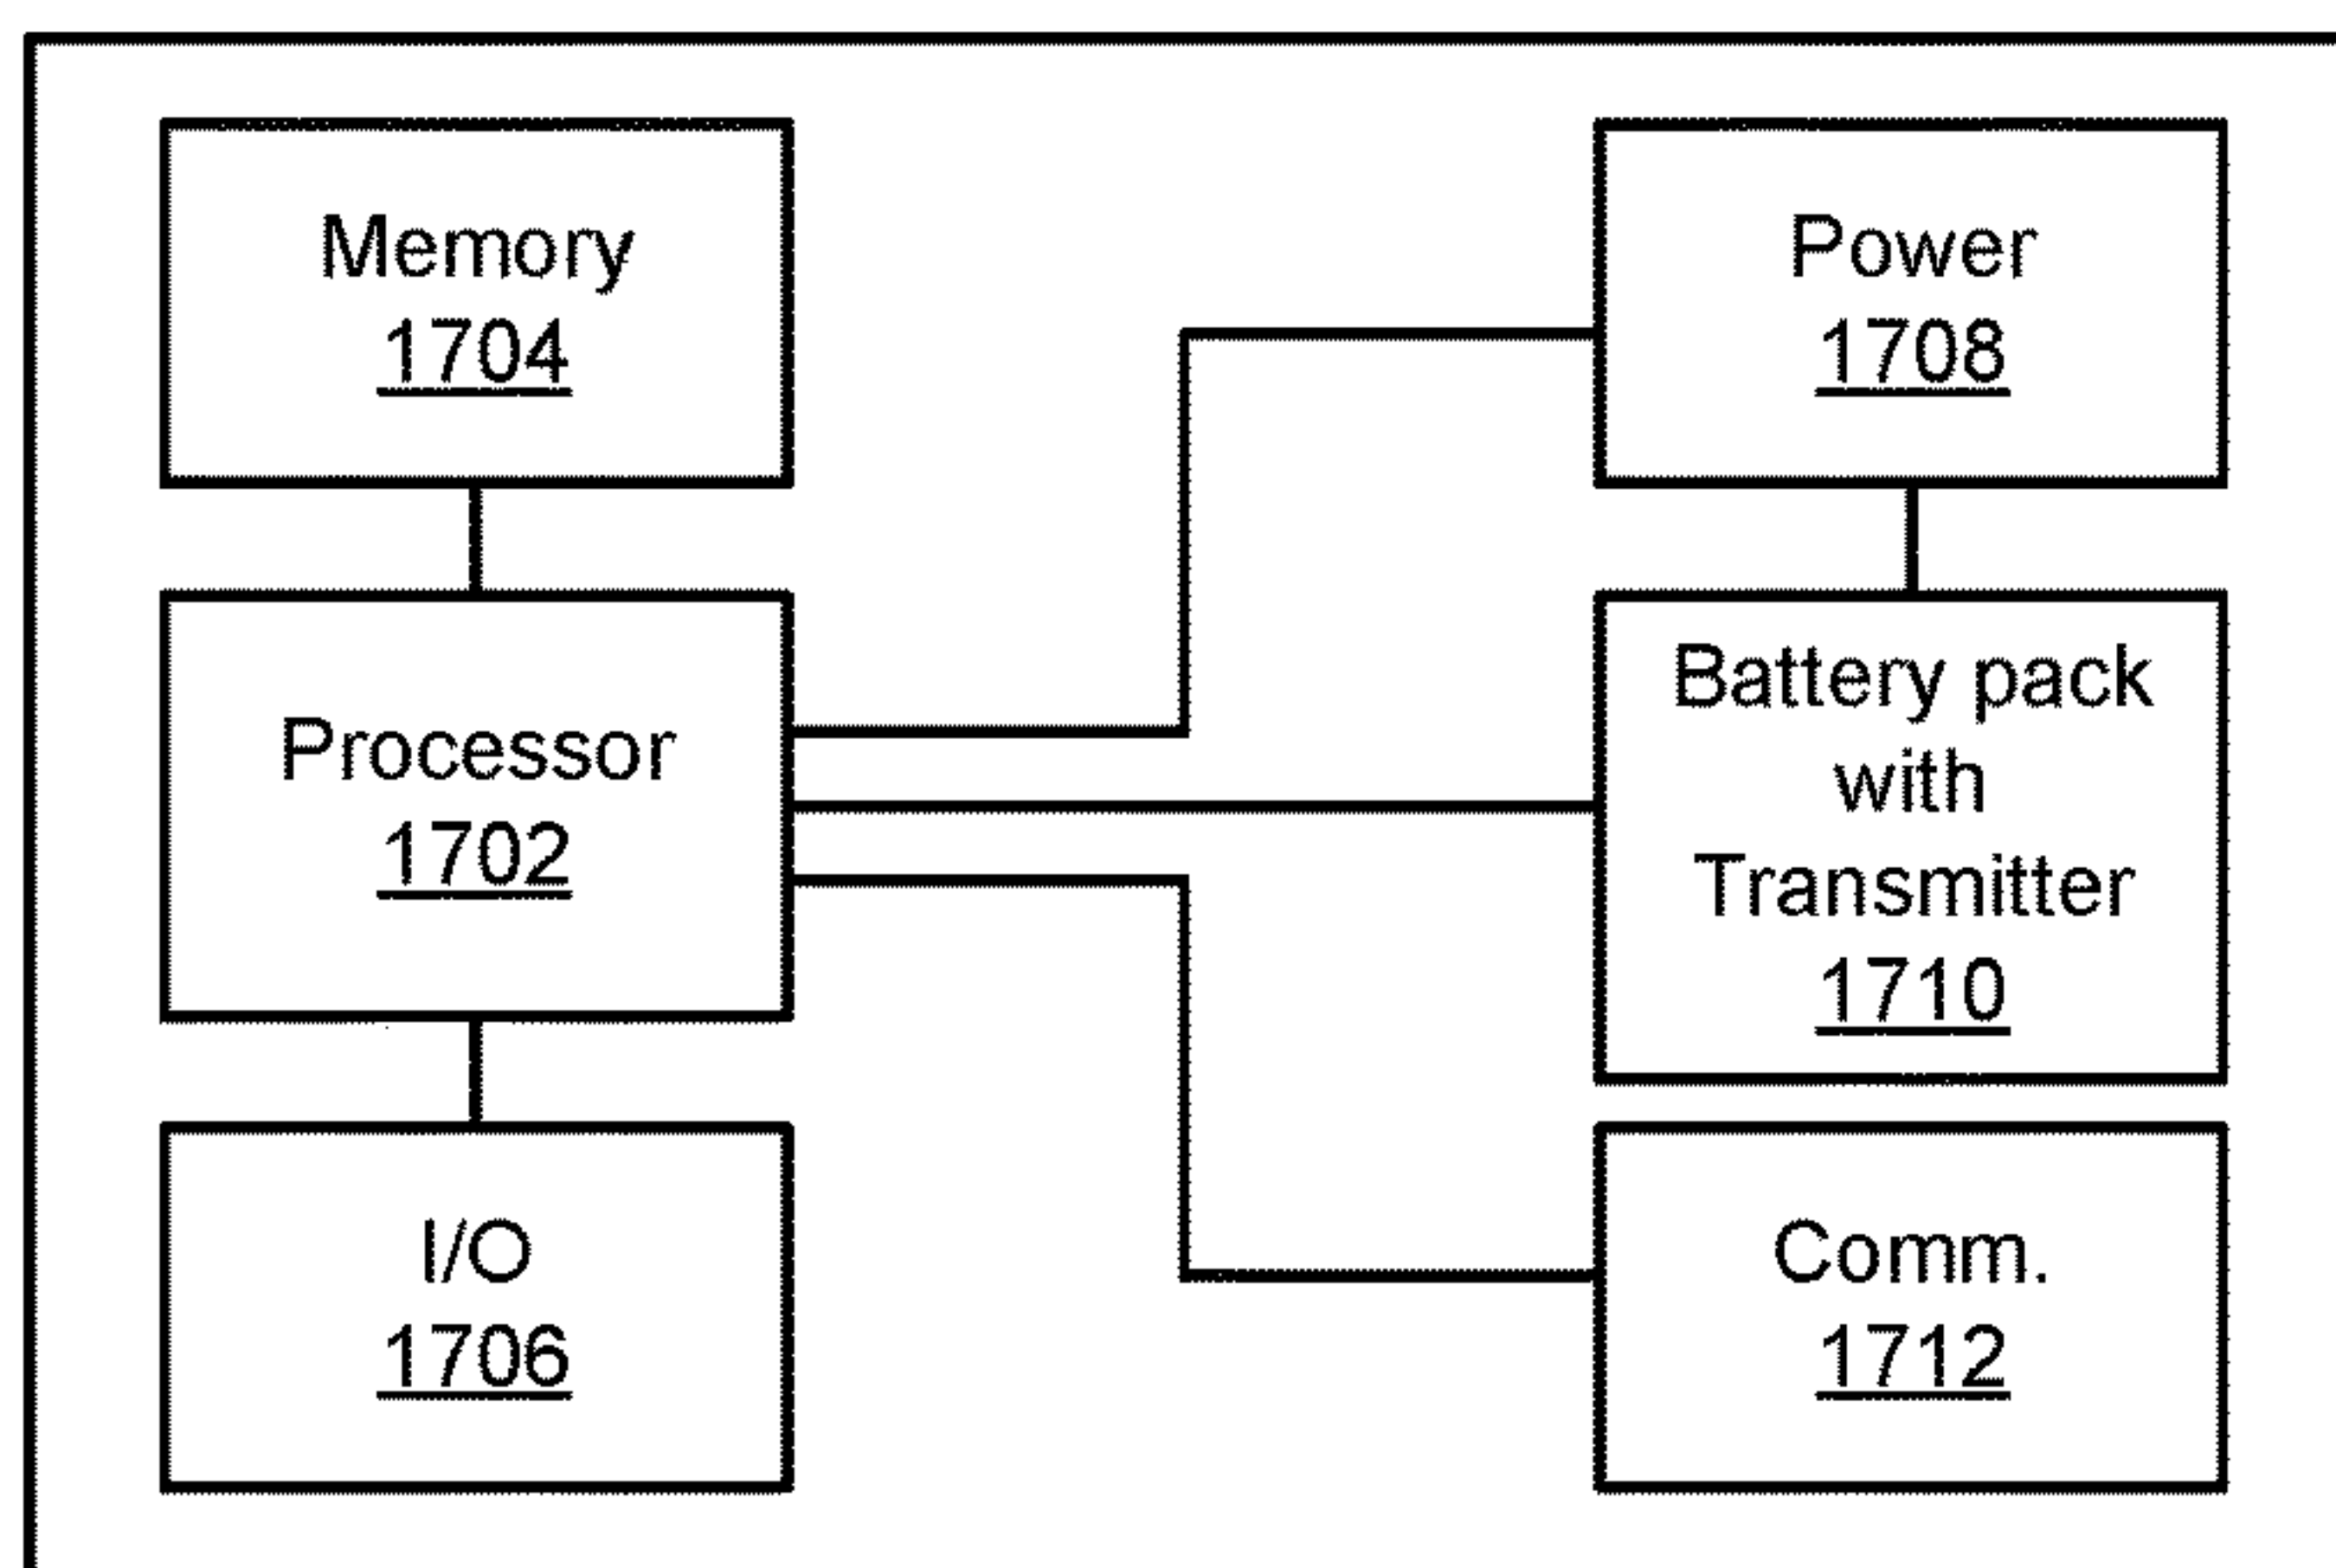 Memory
1704
Processor
1702
I/O
1706
Power
1708
Battery pack
with
Transmitter
1710
Comm.
1712